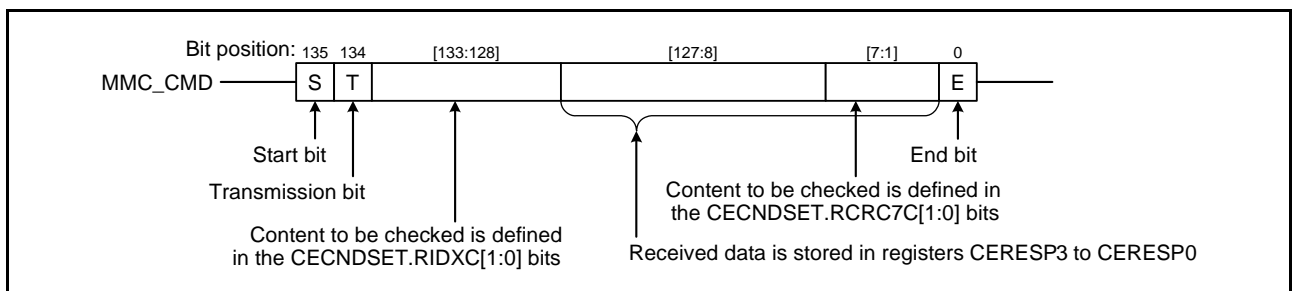 Bit position: 135 134 [133:128] [127:8] [7:1] 0
MMC_CMD S T E
Start bit
End bit
Transmission bit
Content to be checked is defined in
the CECNDSET.RCRC7C[1:0] bits
Content to be checked is defined
in the CECNDSET.RIDXC[1:0] bits
Received data is stored in registers CERESP3 to CERESP0